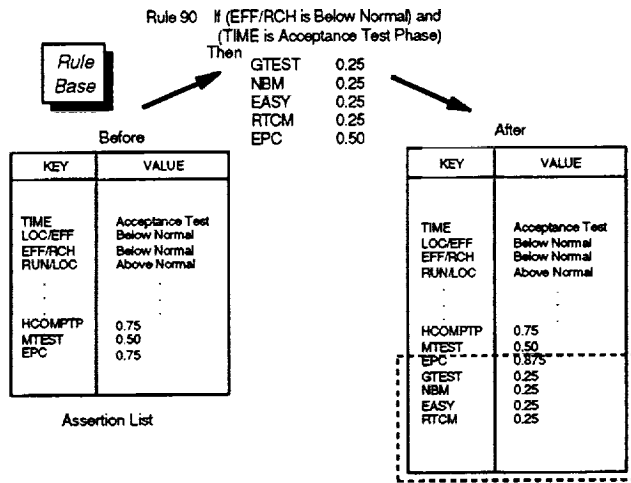 Rule 90 If (EFF/RCH is Below Normal) and
(TIME is Acceptance Test Phase)
Then
GTEST 0.25
NBM 0.25
EASY 0.25
RTCM 0.25
EPC 0.50
Rule
Base
Before
KEY VALUE
TIME Acceptance Test
LOC/EFF Below Normal
EFF/RCH Below Normal
RUN/LOC Above Normal
. .
. .
. .
HCOMPTP 0.75
MTEST 0.50
EPC 0.75
Assertion List
After
KEY VALUE
TIME Acceptance Test
LOC/EFF Below Normal
EFF/RCH Below Normal
RUN/LOC Above Normal
. .
. .
. .
HCOMPTP 0.75
MTEST 0.50
EPC 0.875
GTEST 0.25
NBM 0.25
EASY 0.25
RTCM 0.25